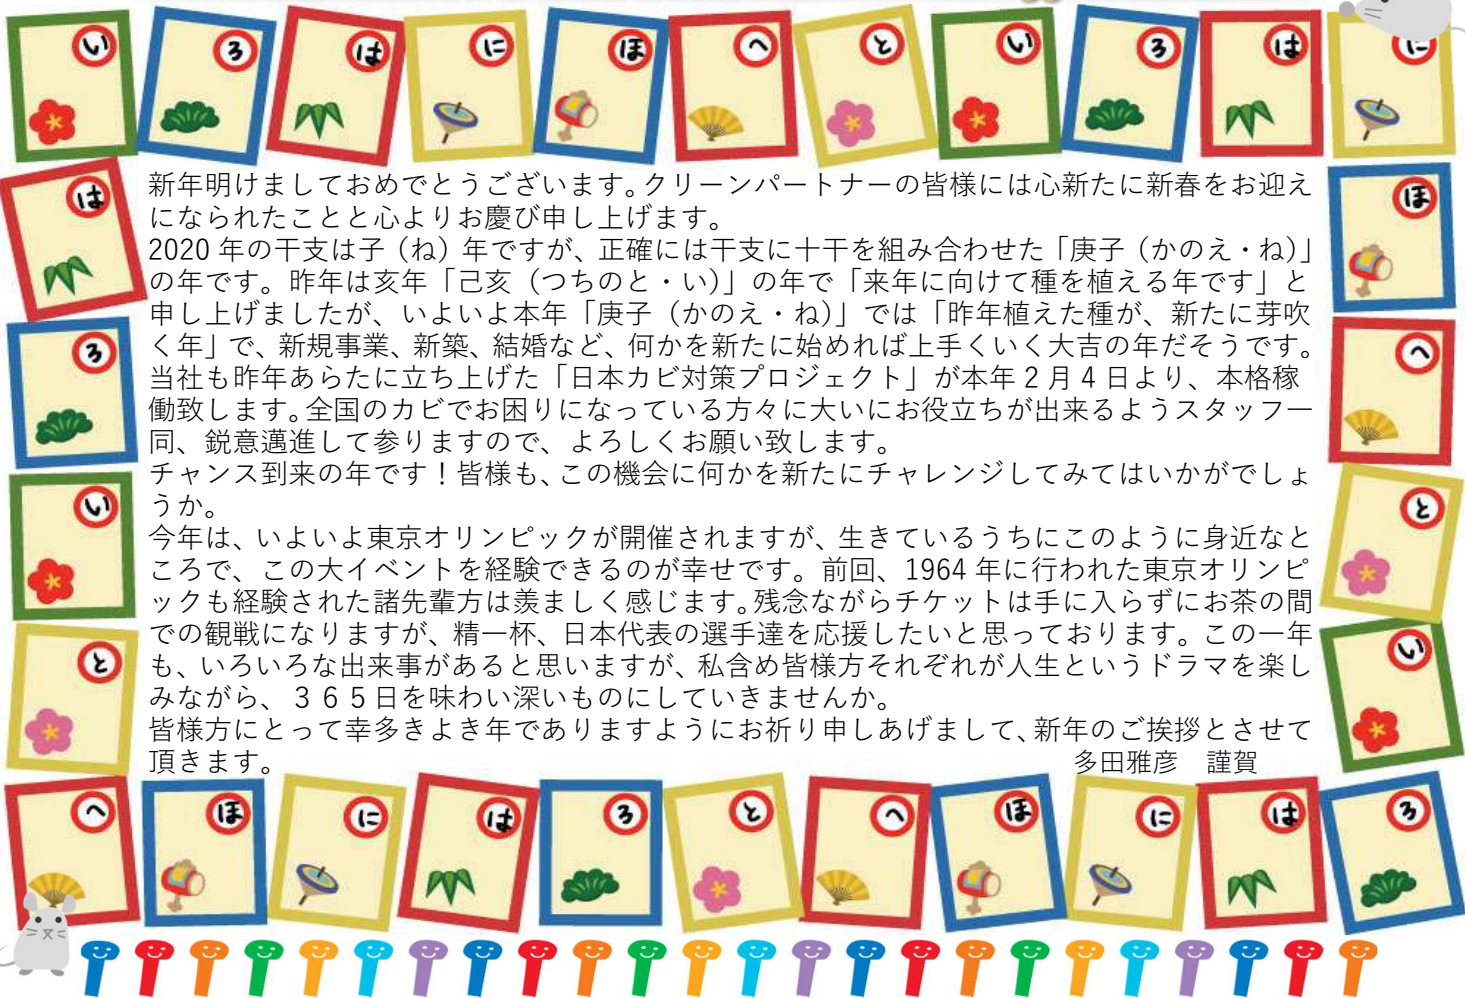 い ろ は に ほ へ と い ろ は に
は ほ
新年明けましておめでとうございます。クリーンパートナーの皆様には心新たに新春をお迎え
になられたことと心よりお慶び申し上げます。
2020 年の干支は子（ね）年ですが、正確には干支に十干を組み合わせた「庚子（かのえ・ね）」
の年です。昨年は亥年「己亥（つちのと・い）」の年で「来年に向けて種を植える年です」と
申し上げましたが、いよいよ本年「庚子（かのえ・ね）」では「昨年植えた種が、新たに芽吹
く年」で、新規事業、新築、結婚など、何かを新たに始めれば上手くいく大吉の年だそうです。
当社も昨年あらたに立ち上げた「日本カビ対策プロジェクト」が本年 2 月 4 日より、本格稼
働致します。全国のカビでお困りになっている方々に大いにお役立ちが出来るようスタッフ一
同、鋭意邁進して参りますので、よろしくお願い致します。
チャンス到来の年です！皆様も、この機会に何かを新たにチャレンジしてみてはいかがでしょ
うか。
今年は、いよいよ東京オリンピックが開催されますが、生きているうちにこのように身近なと
ころで、この大イベントを経験できるのが幸せです。前回、1964 年に行われた東京オリンピ
ックも経験された諸先輩方は羨ましく感じます。残念ながらチケットは手に入らずにお茶の間
での観戦になりますが、精一杯、日本代表の選手達を応援したいと思っております。この一年
も、いろいろな出来事があると思いますが、私含め皆様方それぞれが人生というドラマを楽し
みながら、３６５日を味わい深いものにしていきませんか。
皆様方にとって幸多きよき年でありますようにお祈り申しあげまして、新年のご挨拶とさせて
頂きます。 多田雅彦　謹賀
ろ へ
い と
と い
へ ほ に は ろ と へ ほ に は ろ